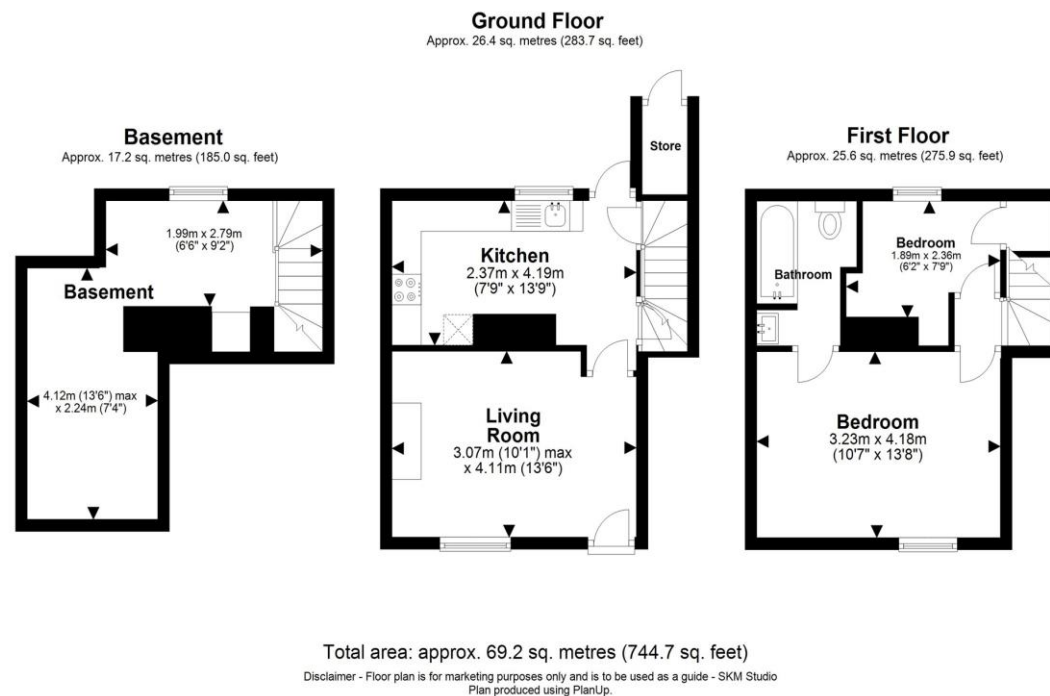 Ground Floor
Approx. 26.4 sq. metres (283.7 sq. feet)
Store
Kitchen
2.37m x 4.19m
(7'9" x 13'9")
Living
Room
3.07m (10'1") max
x 4.11m (13'6")
Basement
Approx. 17.2 sq. metres (185.0 sq. feet)
1.99m x 2.79m
(6'6" x 9'2")
Basement
4.12m (13'6") max
x 2.24m (7'4")
First Floor
Approx. 25.6 sq. metres (275.9 sq. feet)
Bedroom
1.89m x 2.36m
(6'2" x 7'9")
Bathroom
Bedroom
3.23m x 4.18m
(10'7" x 13'8")
Total area: approx. 69.2 sq. metres (744.7 sq. feet)
Disclaimer - Floor plan is for marketing purposes only and is to be used as a guide - SKM Studio
Plan produced using PlanUp.